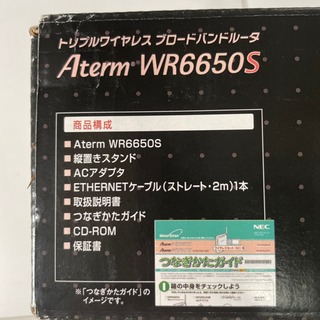 トリプルワイヤレス ブロードバンドルータ
Aterm WR6650S
商品構成
■ Aterm WR6650S
■ 縦置きスタンド
■ ACアダプタ
■ ETHERNETケーブル(ストレート・2m)1本
■ 取扱説明書
■ つなぎかたガイド
■ CD-ROM
■ 保証書
※「つなぎかたガイド」の
イメージです。
NEC
つなぎかたガイド
1 箱の中身をチェックし